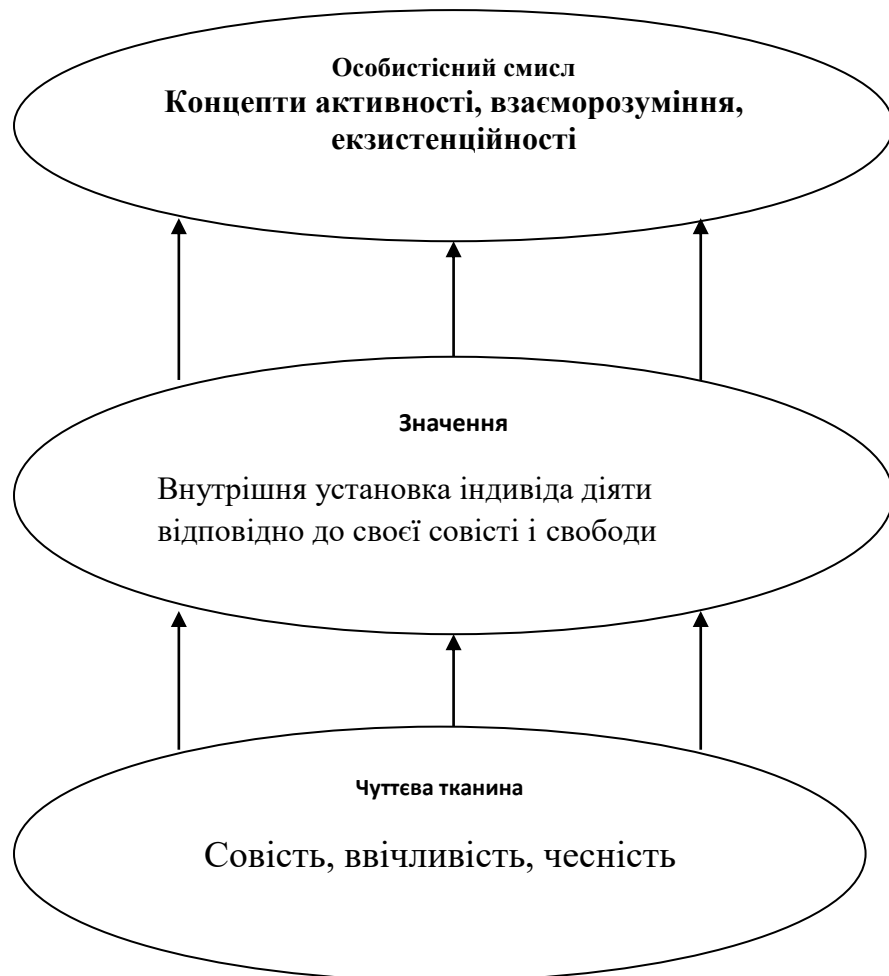 Особистісний смисл
Концепти активності, взаєморозуміння,
екзистенційності
Значення
Внутрішня установка індивіда діяти
відповідно до своєї совісті і свободи
Чуттєва тканина
Совість, ввічливість, чесність